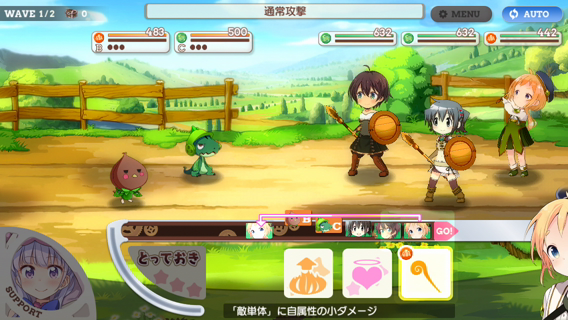 WAVE 1/2 0
通常攻撃
MENU
AUTO
483
B
500
C
632
632
442
B
C
GO!
とっておき
SUPPORT
「敵単体」に自属性の小ダメージ